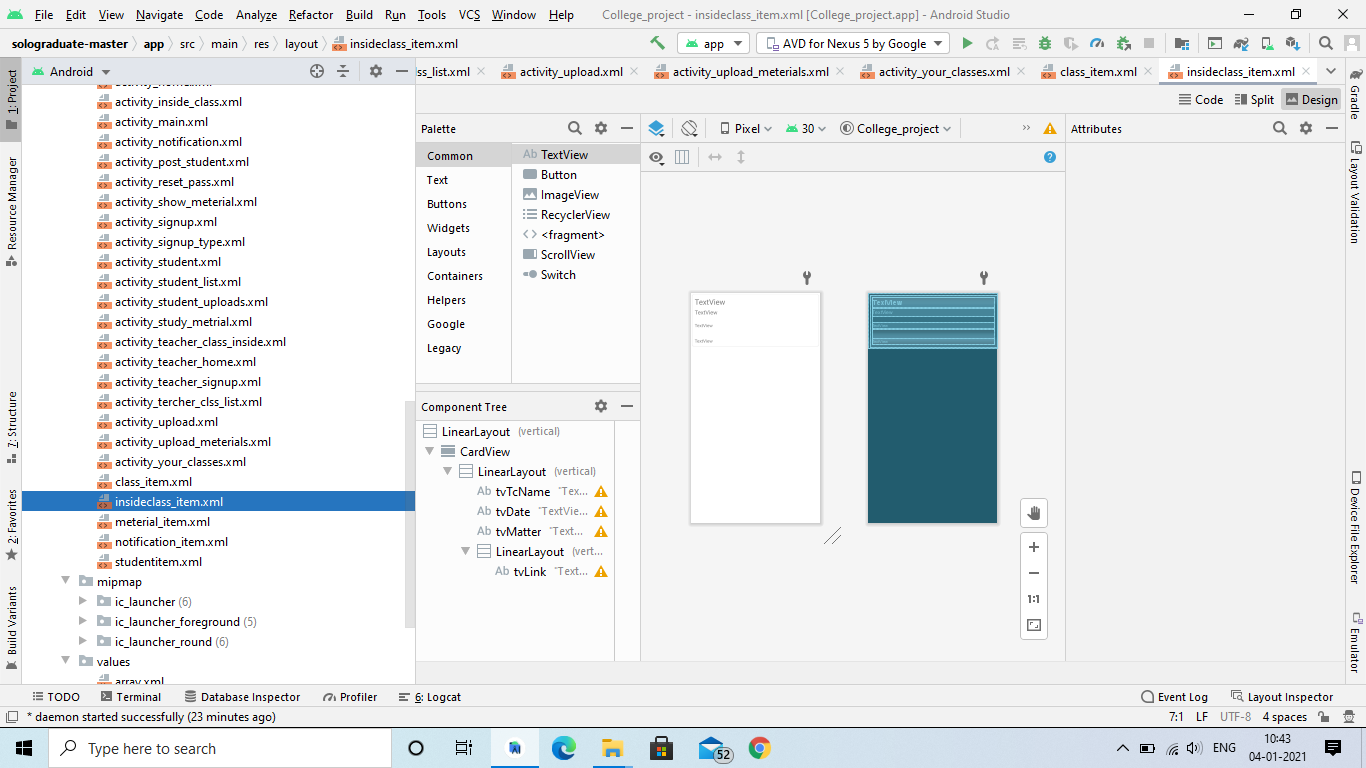 File Edit View Navigate Code Analyze Refactor Build Run Tools VCS Window Help College_project - insideclass_item.xml [College_project.app] - Android Studio
solograduate-master app src main res layout insideclass_item.xml app AVD for Nexus 5 by Google
Android ss_list.xml activity_upload.xml activity_upload_meterials.xml activity_your_classes.xml class_item.xml insideclass_item.xml
Code Split Design
activity_inside_class.xml
activity_main.xml
activity_notification.xml
activity_post_student.xml
activity_reset_pass.xml
activity_show_meterial.xml
activity_signup.xml
activity_signup_type.xml
activity_student.xml
activity_student_list.xml
activity_student_uploads.xml
activity_study_metrial.xml
activity_teacher_class_inside.xml
activity_teacher_home.xml
activity_teacher_signup.xml
activity_tercher_clss_list.xml
activity_upload.xml
activity_upload_meterials.xml
activity_your_classes.xml
class_item.xml
insideclass_item.xml
meterial_item.xml
notification_item.xml
studentitem.xml
mipmap
ic_launcher (6)
ic_launcher_foreground (5)
ic_launcher_round (6)
values
array.xml
1: Project
Resource Manager
7: Structure
2: Favorites
Build Variants
Palette
Common
Text
Buttons
Widgets
Layouts
Containers
Helpers
Google
Legacy
Ab TextView
Button
ImageView
RecyclerView
<fragment>
ScrollView
Switch
Component Tree
LinearLayout (vertical)
CardView
LinearLayout (vertical)
Ab tvTcName "Tex...
Ab tvDate "TextVie...
Ab tvMatter "Text...
LinearLayout (vert...
Ab tvLink "Text...
Pixel 30 College_project
TextView
TextView
TextView
TextView
TextView
1:1
Attributes
Gradle
Layout Validation
Device File Explorer
Emulator
TODO Terminal Database Inspector Profiler 6: Logcat Event Log Layout Inspector
* daemon started successfully (23 minutes ago) 7:1 LF UTF-8 4 spaces
Type here to search 52 ENG 10:43
04-01-2021